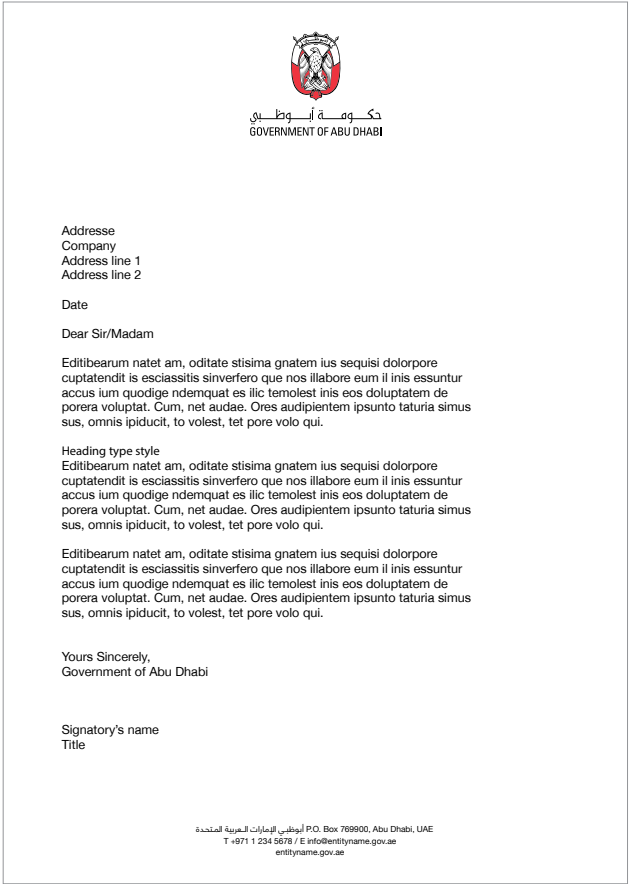 حكومة أبوظبي
GOVERNMENT OF ABU DHABI
Addresse
Company
Address line 1
Address line 2
Date
Dear Sir/Madam
Editibearum natet am, oditate stisima gnatem ius sequisi dolorpore
cuptatendit is esciassitis sinverfero que nos illabore eum il inis essuntur
accus ium quodige ndemquat es ilic temolest inis eos doluptatem de
porera voluptat. Cum, net audae. Ores audipientem ipsunto taturia simus
sus, omnis ipiducit, to volest, tet pore volo qui.
Heading type style
Editibearum natet am, oditate stisima gnatem ius sequisi dolorpore
cuptatendit is esciassitis sinverfero que nos illabore eum il inis essuntur
accus ium quodige ndemquat es ilic temolest inis eos doluptatem de
porera voluptat. Cum, net audae. Ores audipientem ipsunto taturia simus
sus, omnis ipiducit, to volest, tet pore volo qui.
Editibearum natet am, oditate stisima gnatem ius sequisi dolorpore
cuptatendit is esciassitis sinverfero que nos illabore eum il inis essuntur
accus ium quodige ndemquat es ilic temolest inis eos doluptatem de
porera voluptat. Cum, net audae. Ores audipientem ipsunto taturia simus
sus, omnis ipiducit, to volest, tet pore volo qui.
Yours Sincerely,
Government of Abu Dhabi
Signatory's name
Title
أبوظبي الإمارات العربية المتحدة P.O. Box 769900, Abu Dhabi, UAE
T +971 1 234 5678 / E info@entityname.gov.ae
entityname.gov.ae